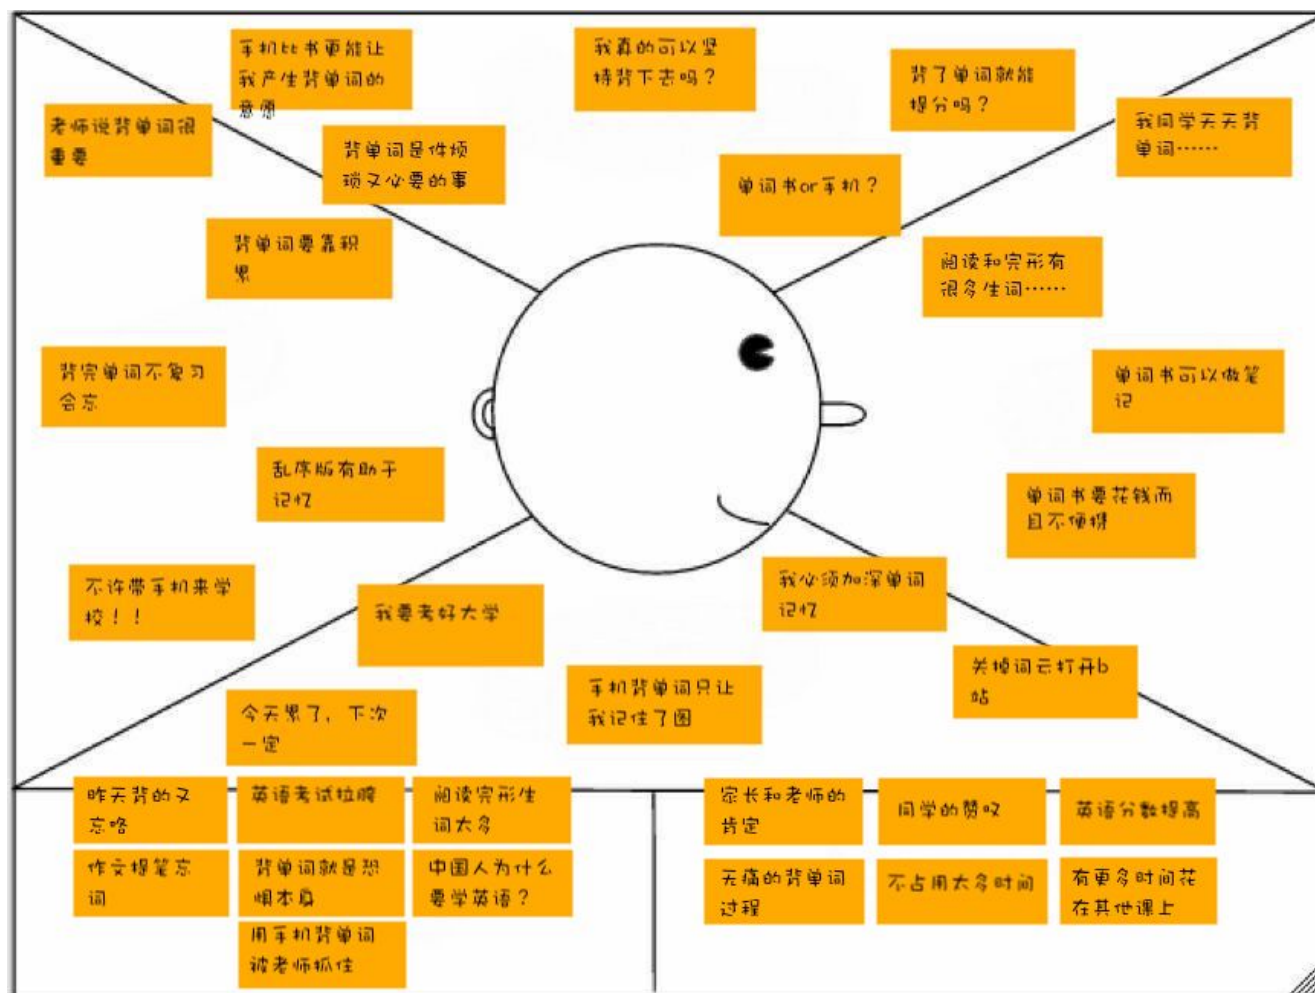 手机比书更能让
我产生背单词的
意愿
我真的可以坚
持背下去吗？
背了单词就能
提分吗？
老师说背单词很
重要
我同学天天背
单词……
背单词是件烦
琐又必要的事
单词书or手机？
背单词要靠积
累
阅读和完形有
很多生词……
背完单词不复习
会忘
单词书可以做笔
记
乱序版有助于
记忆
单词书要花钱而
且不便携
不许带手机来学
校！！
我要考好大学
我必须加深单词
记忆
手机背单词只让
我记住了图
关掉词云打开b
站
今天累了，下次
一定
昨天背的又
忘咯
英语考试拉胯
阅读完形生
词太多
作文提笔忘
词
背单词就是恐
惧本身
中国人为什么
要学英语？
用手机背单词
被老师抓住
家长和老师的
肯定
同学的赞叹
英语分数提高
无痛的背单词
过程
不占用太多时间
有更多时间花
在其他课上